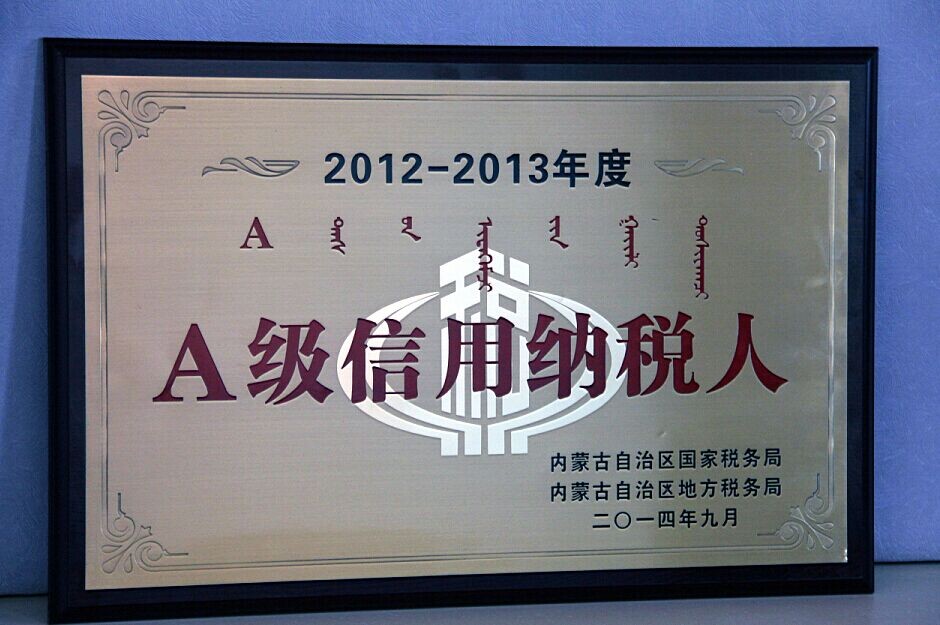 2012-2013年度
A
A级信用纳税人
内蒙古自治区国家税务局
内蒙古自治区地方税务局
二〇一四年九月